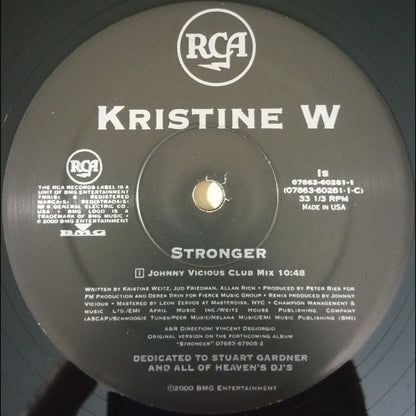 RCA
KRISTINE W
RCA
THE RCA RECORDS LABEL IS A
UNIT OF BMG ENTERTAINMENT
TMK(S) ® REGISTERED
MARCA(S) REGISTRADA(S)
® GENERAL ELECTRIC CO.,
USA • BMG LOGO IS A
TRADEMARK OF BMG MUSIC •
© 2000 BMG ENTERTAINMENT
BMG
1s
07863-60281-1
(07863-60281-1-C)
33 1/3 RPM
MADE IN USA
STRONGER
1 JOHNNY VICIOUS CLUB MIX 10:48
WRITTEN BY KRISTINE WEITZ, JUD FRIEDMAN, ALLAN RICH • PRODUCED BY PETER RIES FOR
FM PRODUCTION AND DEREK BRIN FOR FIERCE MUSIC GROUP • REMIX PRODUCED BY JOHNNY
VICIOUS • MASTERED BY LEON ZERVOS AT MASTERDISK, NYC • CHAMPION MANAGEMENT &
MUSIC LTD./EMI APRIL MUSIC INC./WEITZ HOUSE PUBLISHING COMPANY
(ASCAP)/SCHMOOGIE TUNES/PEER MUSIC/NELANA MUSIC/EMI MUSIC PUBLISHING (BMI)
A&R DIRECTION: VINCENT DEGIORGIO
ORIGINAL VERSION ON THE FORTHCOMING ALBUM
"STRONGER" 07863-67905-2
DEDICATED TO STUART GARDNER
AND ALL OF HEAVEN'S DJ'S
℗2000 BMG ENTERTAINMENT